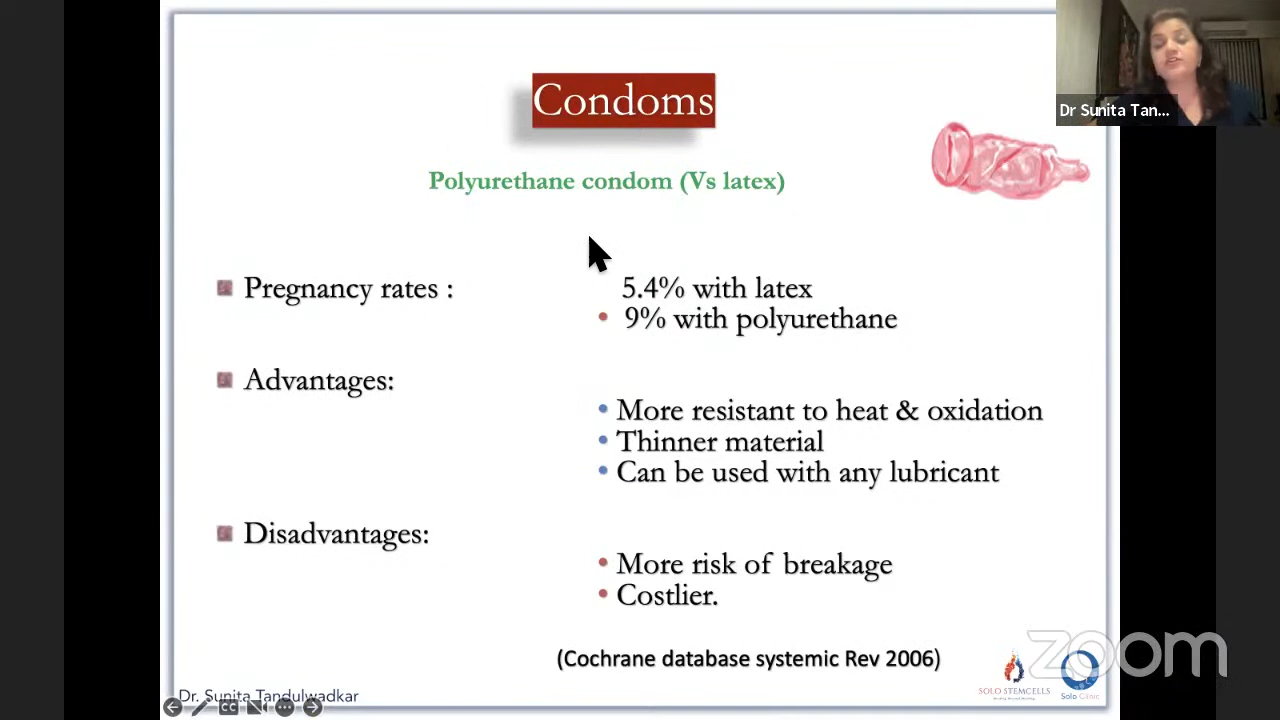 Condoms
Dr Sunita Tan...
Polyurethane condom (Vs latex)
Pregnancy rates :
5.4% with latex
9% with polyurethane
Advantages:
More resistant to heat & oxidation
Thinner material
Can be used with any lubricant
Disadvantages:
More risk of breakage
Costlier.
(Cochrane database systemic Rev 2006)
zoom
SOLO STEMCELLS
Solo Clinic
Dr. Sunita Tandulwadkar
CC